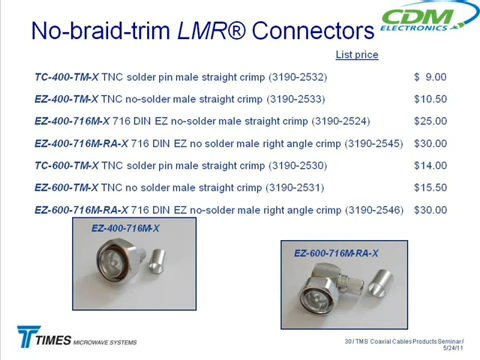 No-braid-trim LMR® Connectors
CDM
ELECTRONICS
List price
TC-400-TM-X TNC solder pin male straight crimp (3190-2532) $ 9.00
EZ-400-TM-X TNC no-solder male straight crimp (3190-2533) $10.50
EZ-400-716M-X 716 DIN EZ no-solder male straight crimp (3190-2524) $25.00
EZ-400-716M-RA-X 716 DIN EZ no solder male right angle crimp (3190-2545) $30.00
TC-600-TM-X TNC solder pin male straight crimp (3190-2530) $14.00
EZ-600-TM-X TNC no solder male straight crimp (3190-2531) $15.50
EZ-600-716M-RA-X 716 DIN EZ no-solder male right angle crimp (3190-2546) $30.00
EZ-400-716M-X
EZ-600-716M-RA-X
TIMES MICROWAVE SYSTEMS
30 / TMS Coaxial Cables Products Seminar /
5/24/11